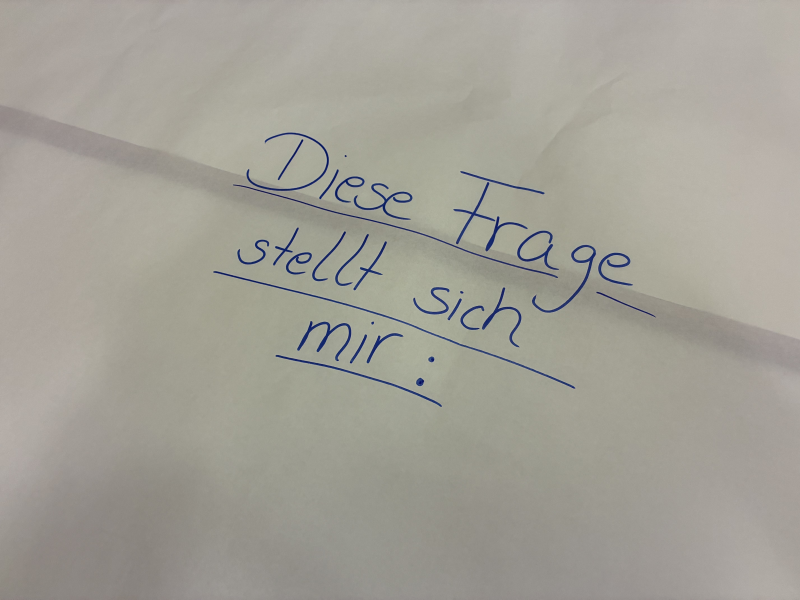 Diese Frage
stellt sich
mir: